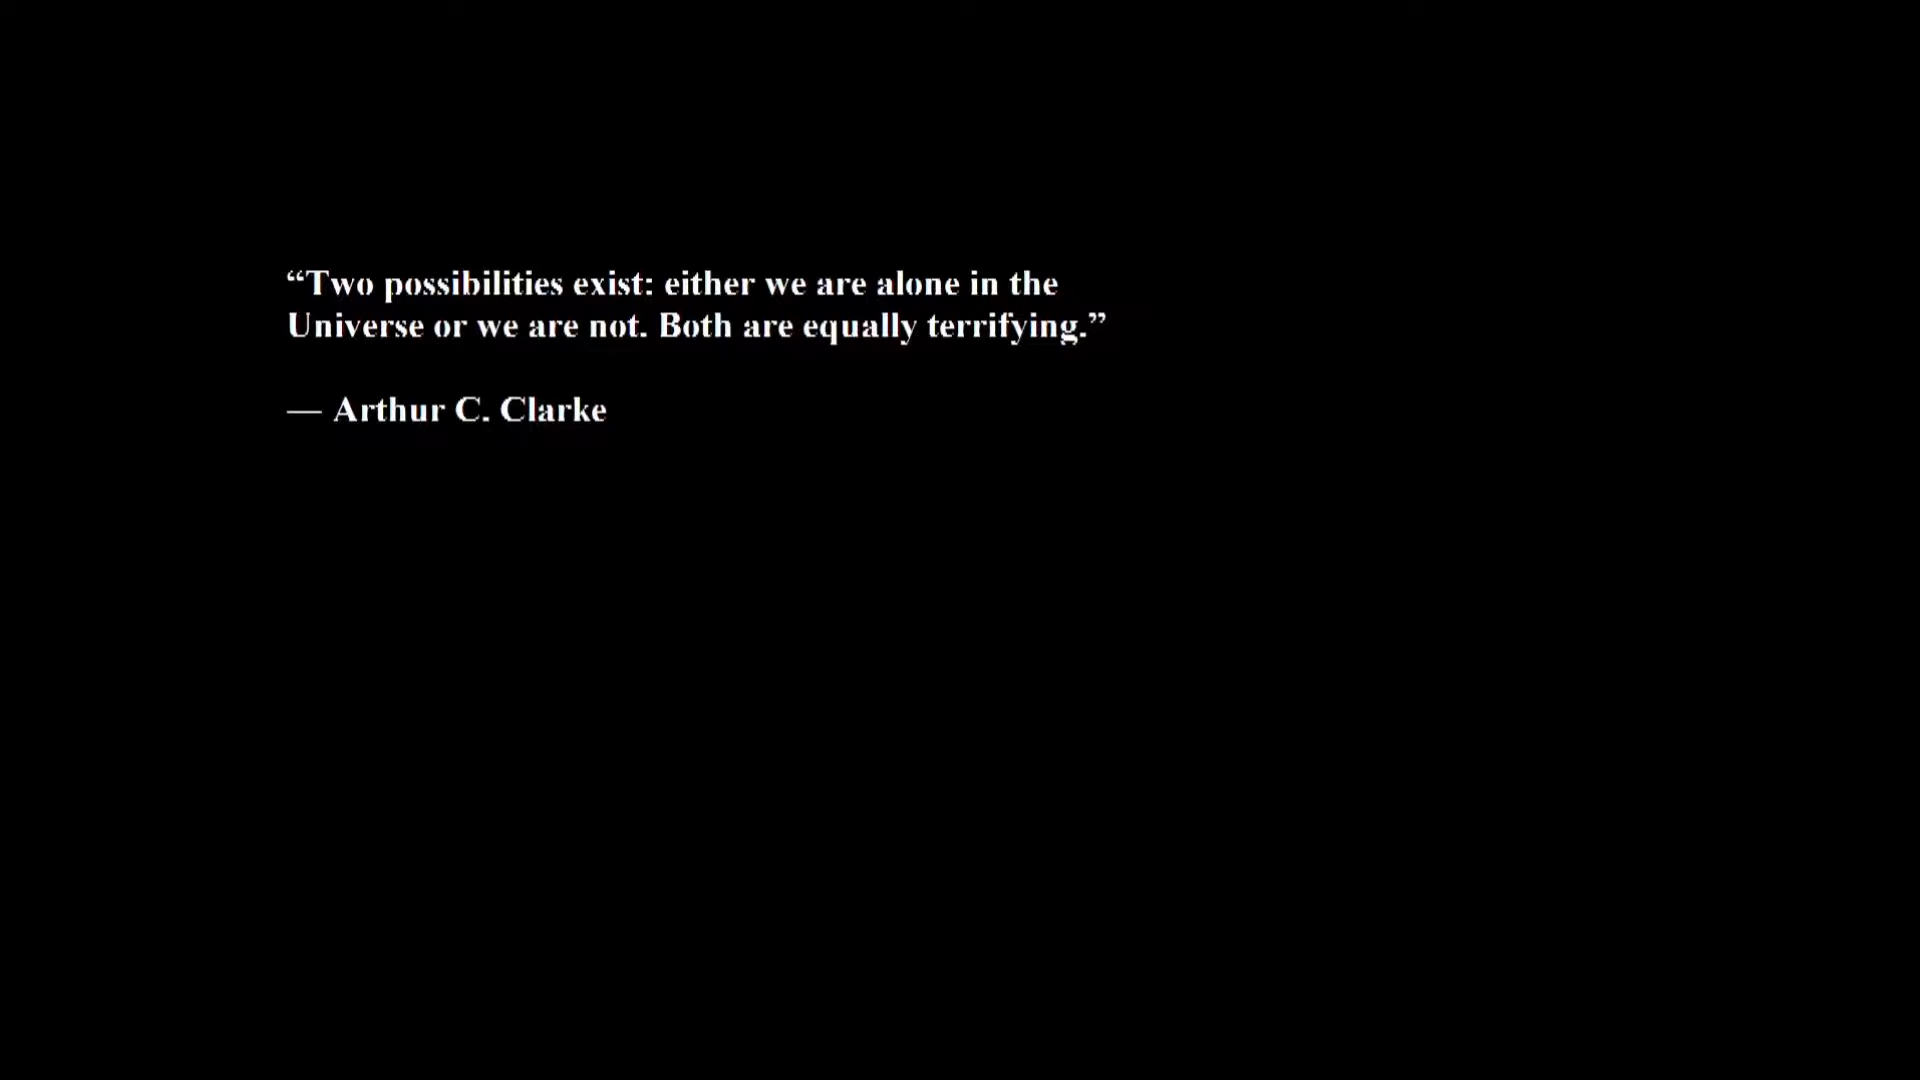 “Two possibilities exist: either we are alone in the
Universe or we are not. Both are equally terrifying.”
— Arthur C. Clarke